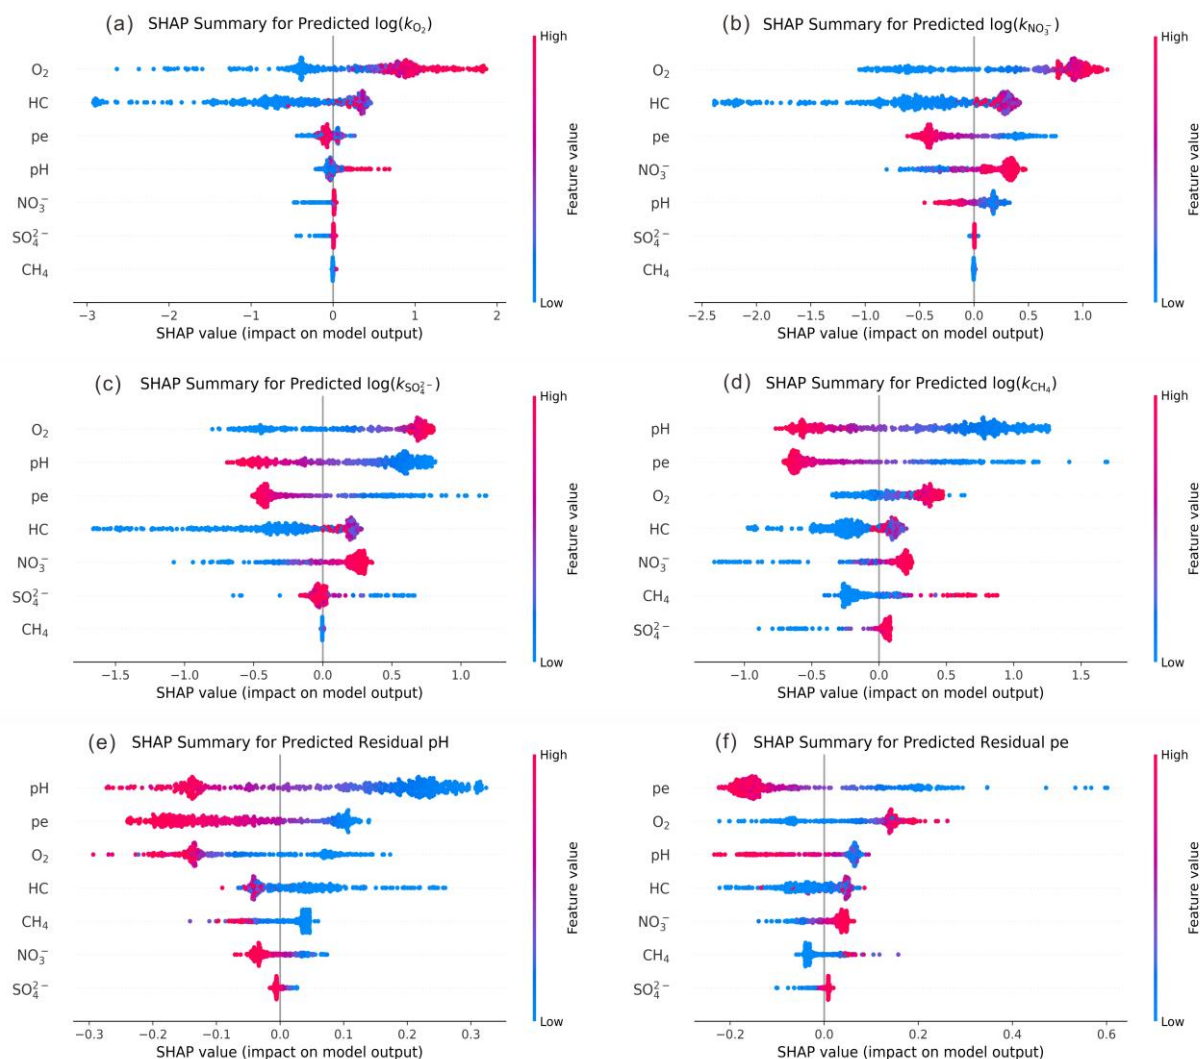 (a) SHAP Summary for Predicted log(k_O₂)
High
O₂
HC
pe
pH
NO₃⁻
SO₄²⁻
CH₄
Feature value
Low
−3 −2 −1 0 1 2
SHAP value (impact on model output)
(b) SHAP Summary for Predicted log(k_NO₃⁻)
High
O₂
HC
pe
NO₃⁻
pH
SO₄²⁻
CH₄
Feature value
Low
−2.5 −2.0 −1.5 −1.0 −0.5 0.0 0.5 1.0
SHAP value (impact on model output)
(c) SHAP Summary for Predicted log(k_SO₄²⁻)
High
O₂
pH
pe
HC
NO₃⁻
SO₄²⁻
CH₄
Feature value
Low
−1.5 −1.0 −0.5 0.0 0.5 1.0
SHAP value (impact on model output)
(d) SHAP Summary for Predicted log(k_CH₄)
High
pH
pe
O₂
HC
NO₃⁻
CH₄
SO₄²⁻
Feature value
Low
−1.0 −0.5 0.0 0.5 1.0 1.5
SHAP value (impact on model output)
(e) SHAP Summary for Predicted Residual pH
High
pH
pe
O₂
HC
CH₄
NO₃⁻
SO₄²⁻
Feature value
Low
−0.3 −0.2 −0.1 0.0 0.1 0.2 0.3
SHAP value (impact on model output)
(f) SHAP Summary for Predicted Residual pe
High
pe
O₂
pH
HC
NO₃⁻
CH₄
SO₄²⁻
Feature value
Low
−0.2 0.0 0.2 0.4 0.6
SHAP value (impact on model output)